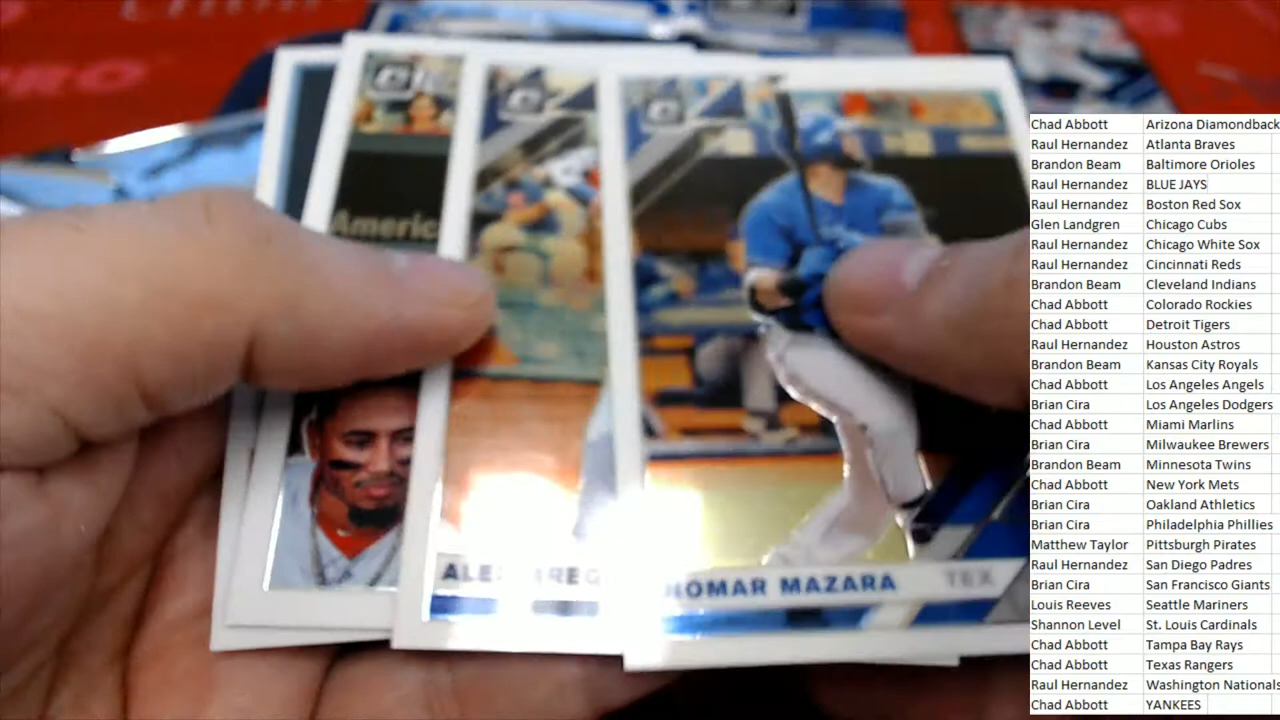 PRO
Americ
ALE REG
NOMAR MAZARA TEX
Chad Abbott Arizona Diamondback
Raul Hernandez Atlanta Braves
Brandon Beam Baltimore Orioles
Raul Hernandez BLUE JAYS
Raul Hernandez Boston Red Sox
Glen Landgren Chicago Cubs
Raul Hernandez Chicago White Sox
Raul Hernandez Cincinnati Reds
Brandon Beam Cleveland Indians
Chad Abbott Colorado Rockies
Chad Abbott Detroit Tigers
Raul Hernandez Houston Astros
Brandon Beam Kansas City Royals
Chad Abbott Los Angeles Angels
Brian Cira Los Angeles Dodgers
Chad Abbott Miami Marlins
Brian Cira Milwaukee Brewers
Brandon Beam Minnesota Twins
Chad Abbott New York Mets
Brian Cira Oakland Athletics
Brian Cira Philadelphia Phillies
Matthew Taylor Pittsburgh Pirates
Raul Hernandez San Diego Padres
Brian Cira San Francisco Giants
Louis Reeves Seattle Mariners
Shannon Level St. Louis Cardinals
Chad Abbott Tampa Bay Rays
Chad Abbott Texas Rangers
Raul Hernandez Washington Nationals
Chad Abbott YANKEES